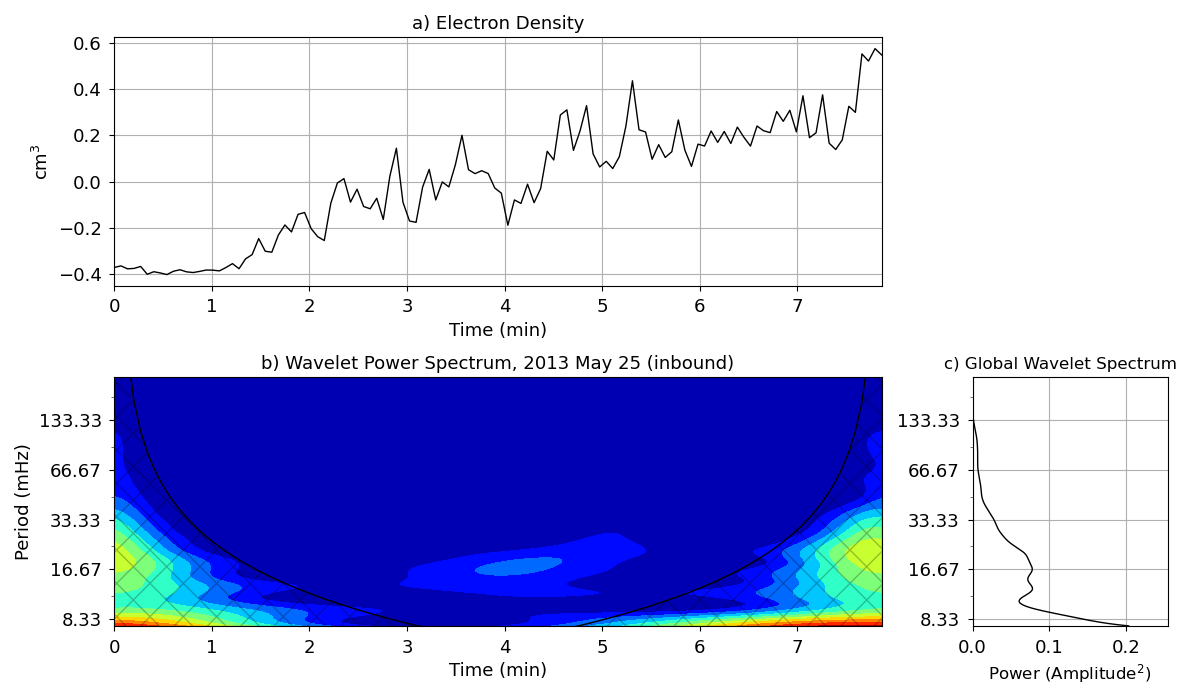 a) Electron Density
0.6
0.4
0.2
0.0
−0.2
−0.4
cm³
0 1 2 3 4 5 6 7
Time (min)
b) Wavelet Power Spectrum, 2013 May 25 (inbound)
133.33
66.67
33.33
16.67
8.33
Period (mHz)
0 1 2 3 4 5 6 7
Time (min)
c) Global Wavelet Spectrum
133.33
66.67
33.33
16.67
8.33
0.0 0.1 0.2
Power (Amplitude²)